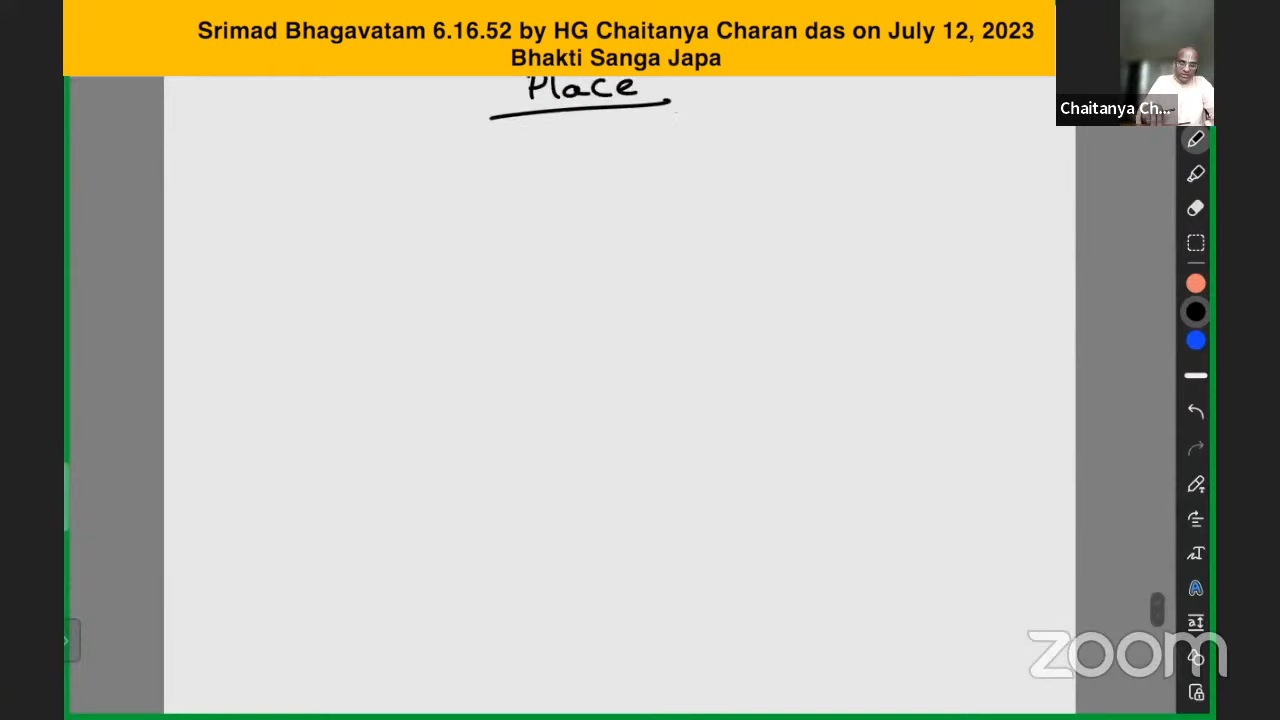 Srimad Bhagavatam 6.16.52 by HG Chaitanya Charan das on July 12, 2023
Bhakti Sanga Japa
Chaitanya Ch...
Place
zoom